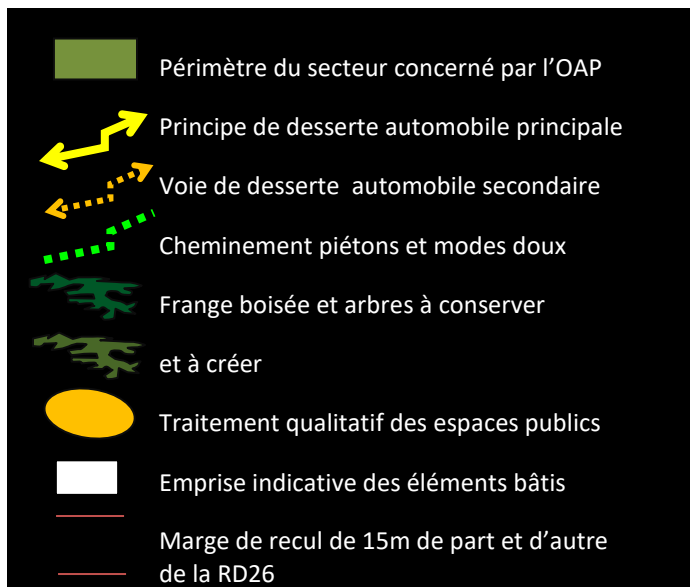 Périmètre du secteur concerné par l’OAP
Principe de desserte automobile principale
Voie de desserte automobile secondaire
Cheminement piétons et modes doux
Frange boisée et arbres à conserver
et à créer
Traitement qualitatif des espaces publics
Emprise indicative des éléments bâtis
Marge de recul de 15m de part et d’autre
de la RD26